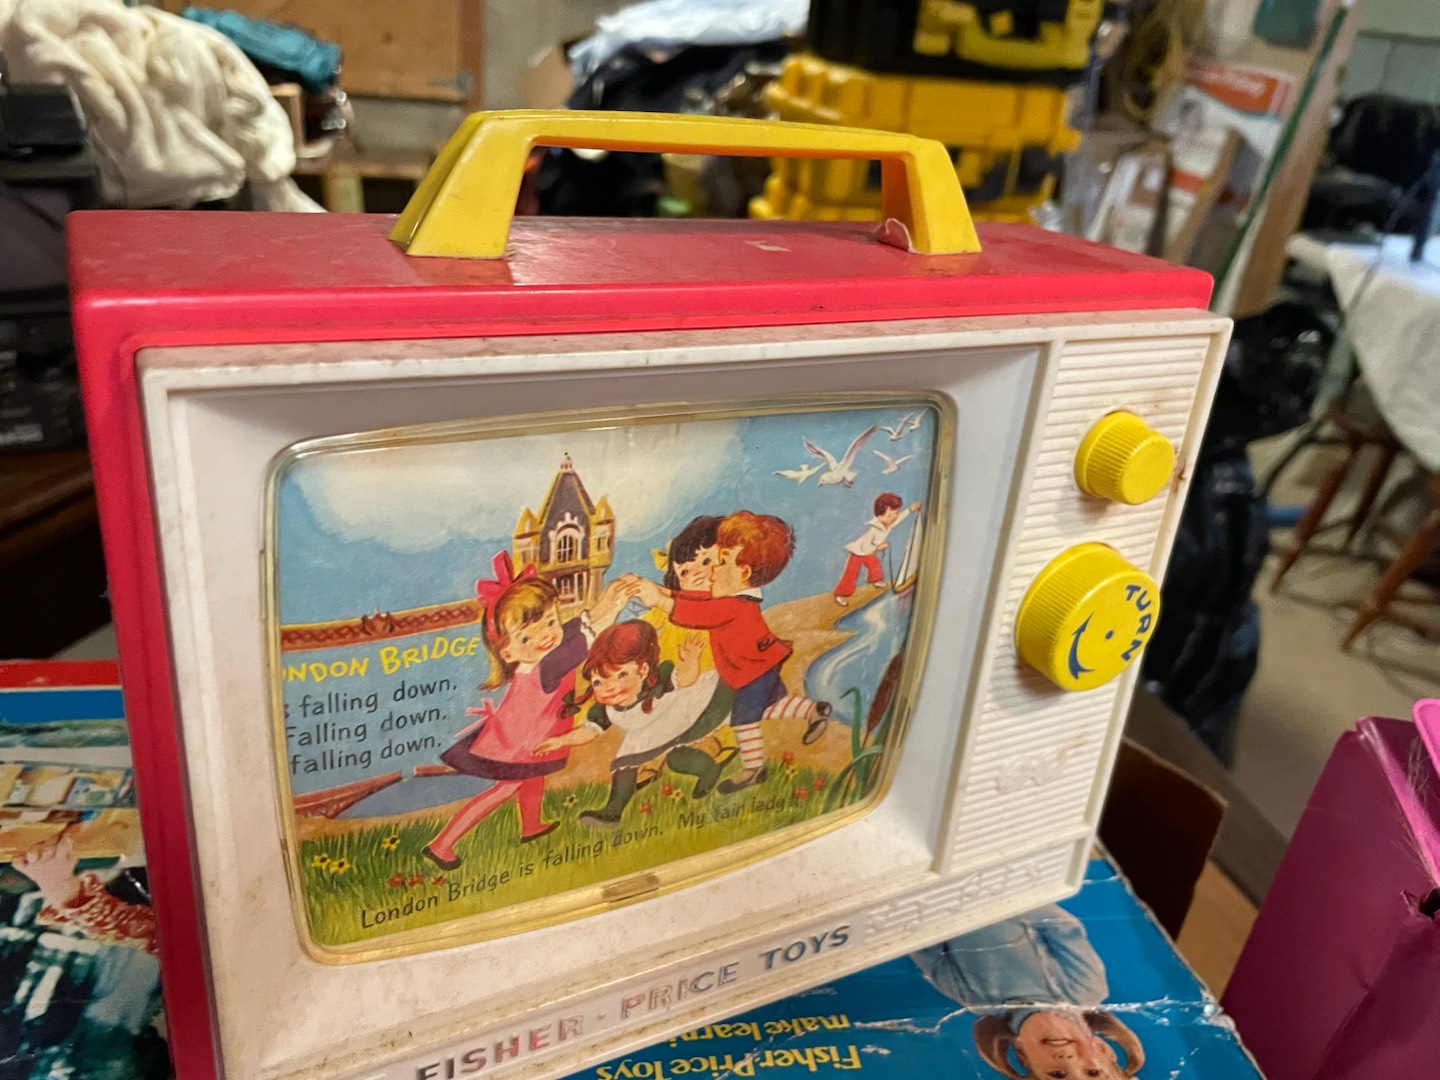 NDON BRIDGE
s falling down,
Falling down,
falling down.
London Bridge is falling down. My fair lady.
TURN
FISHER-PRICE TOYS
Fisher-Price Toys
make learni